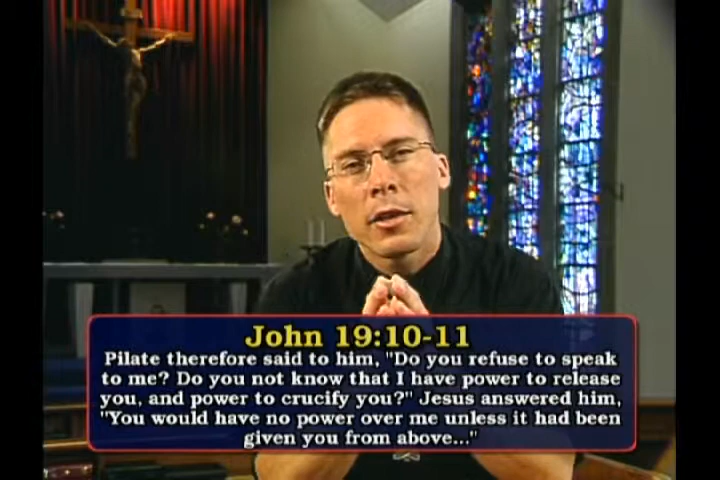 John 19:10-11
Pilate therefore said to him, "Do you refuse to speak
to me? Do you not know that I have power to release
you, and power to crucify you?" Jesus answered him,
"You would have no power over me unless it had been
given you from above..."